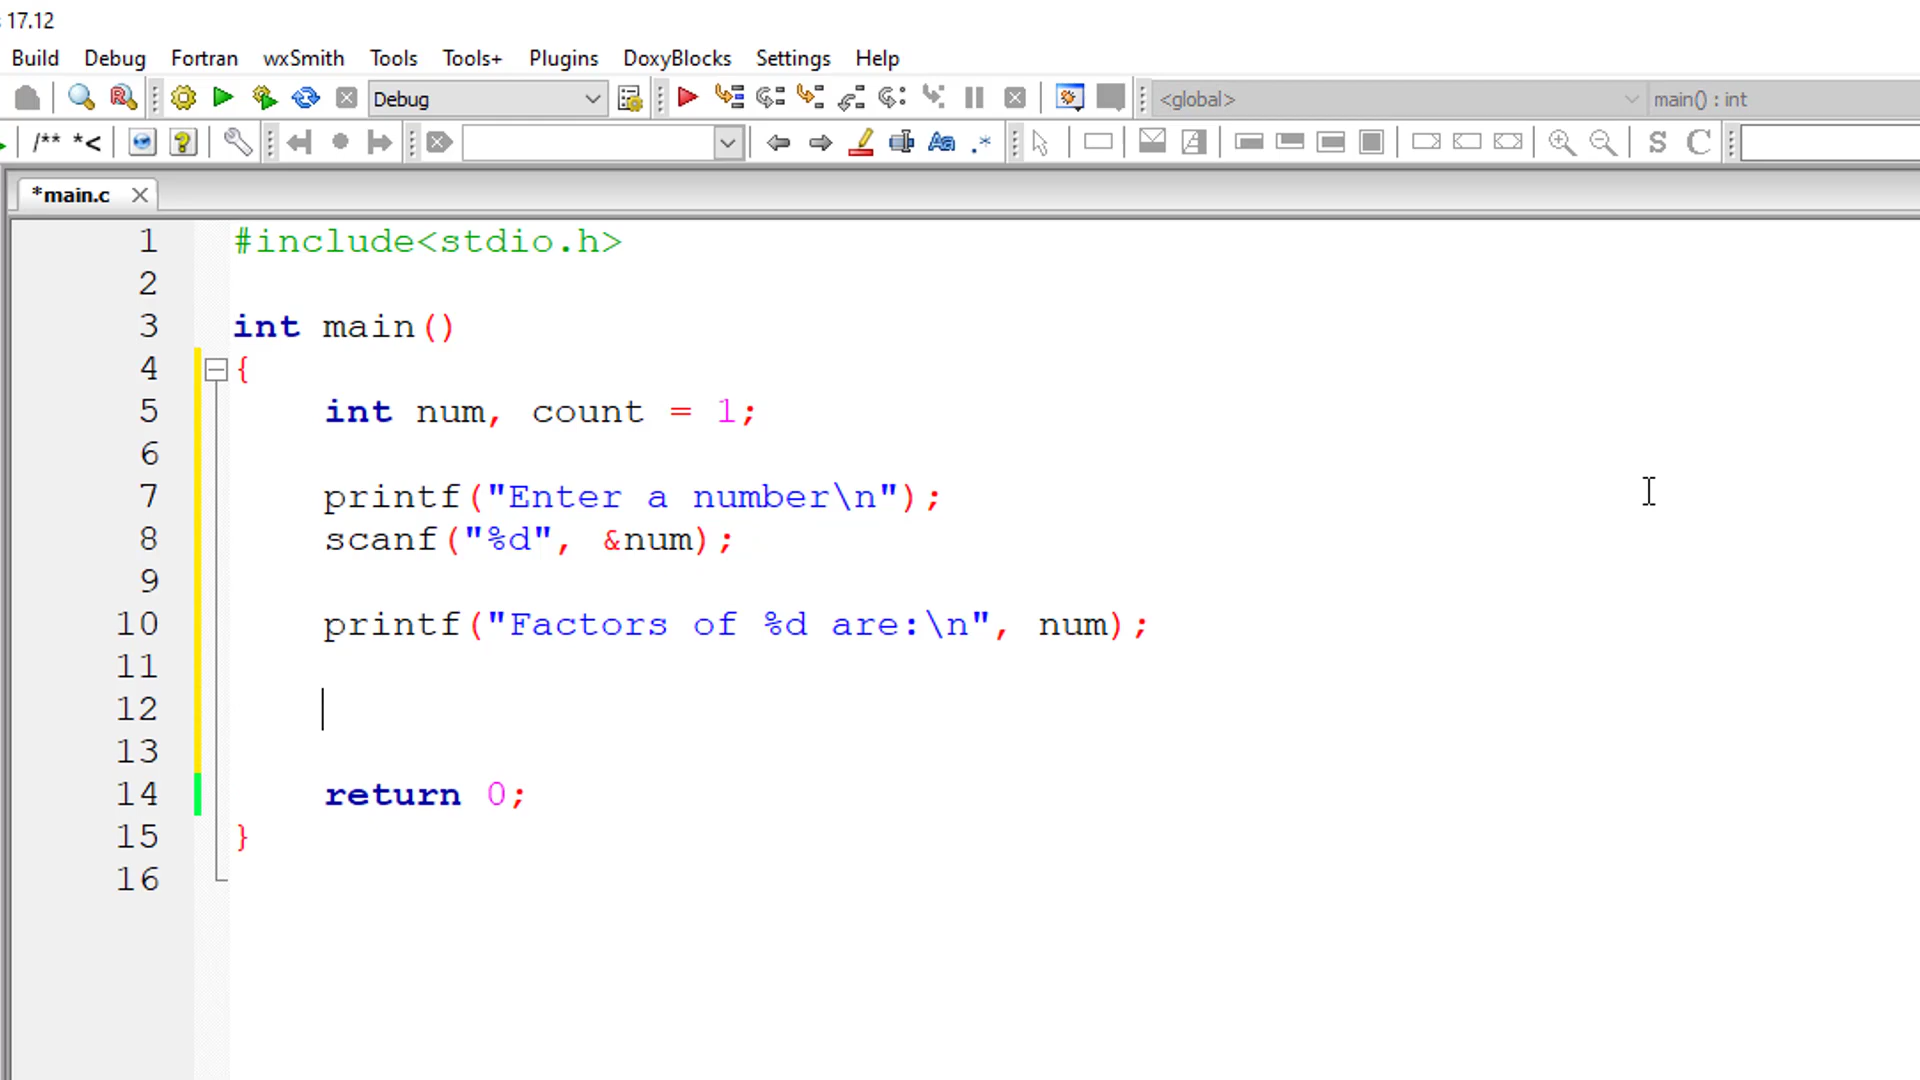 17.12
Build Debug Fortran wxSmith Tools Tools+ Plugins DoxyBlocks Settings Help
Debug <global> main() : int
/** *< Aa .* S C
*main.c
1 #include<stdio.h>
2
3 int main()
4 {
5 int num, count = 1;
6
7 printf("Enter a number\n");
8 scanf("%d", &num);
9
10 printf("Factors of %d are:\n", num);
11
12
13
14 return 0;
15 }
16